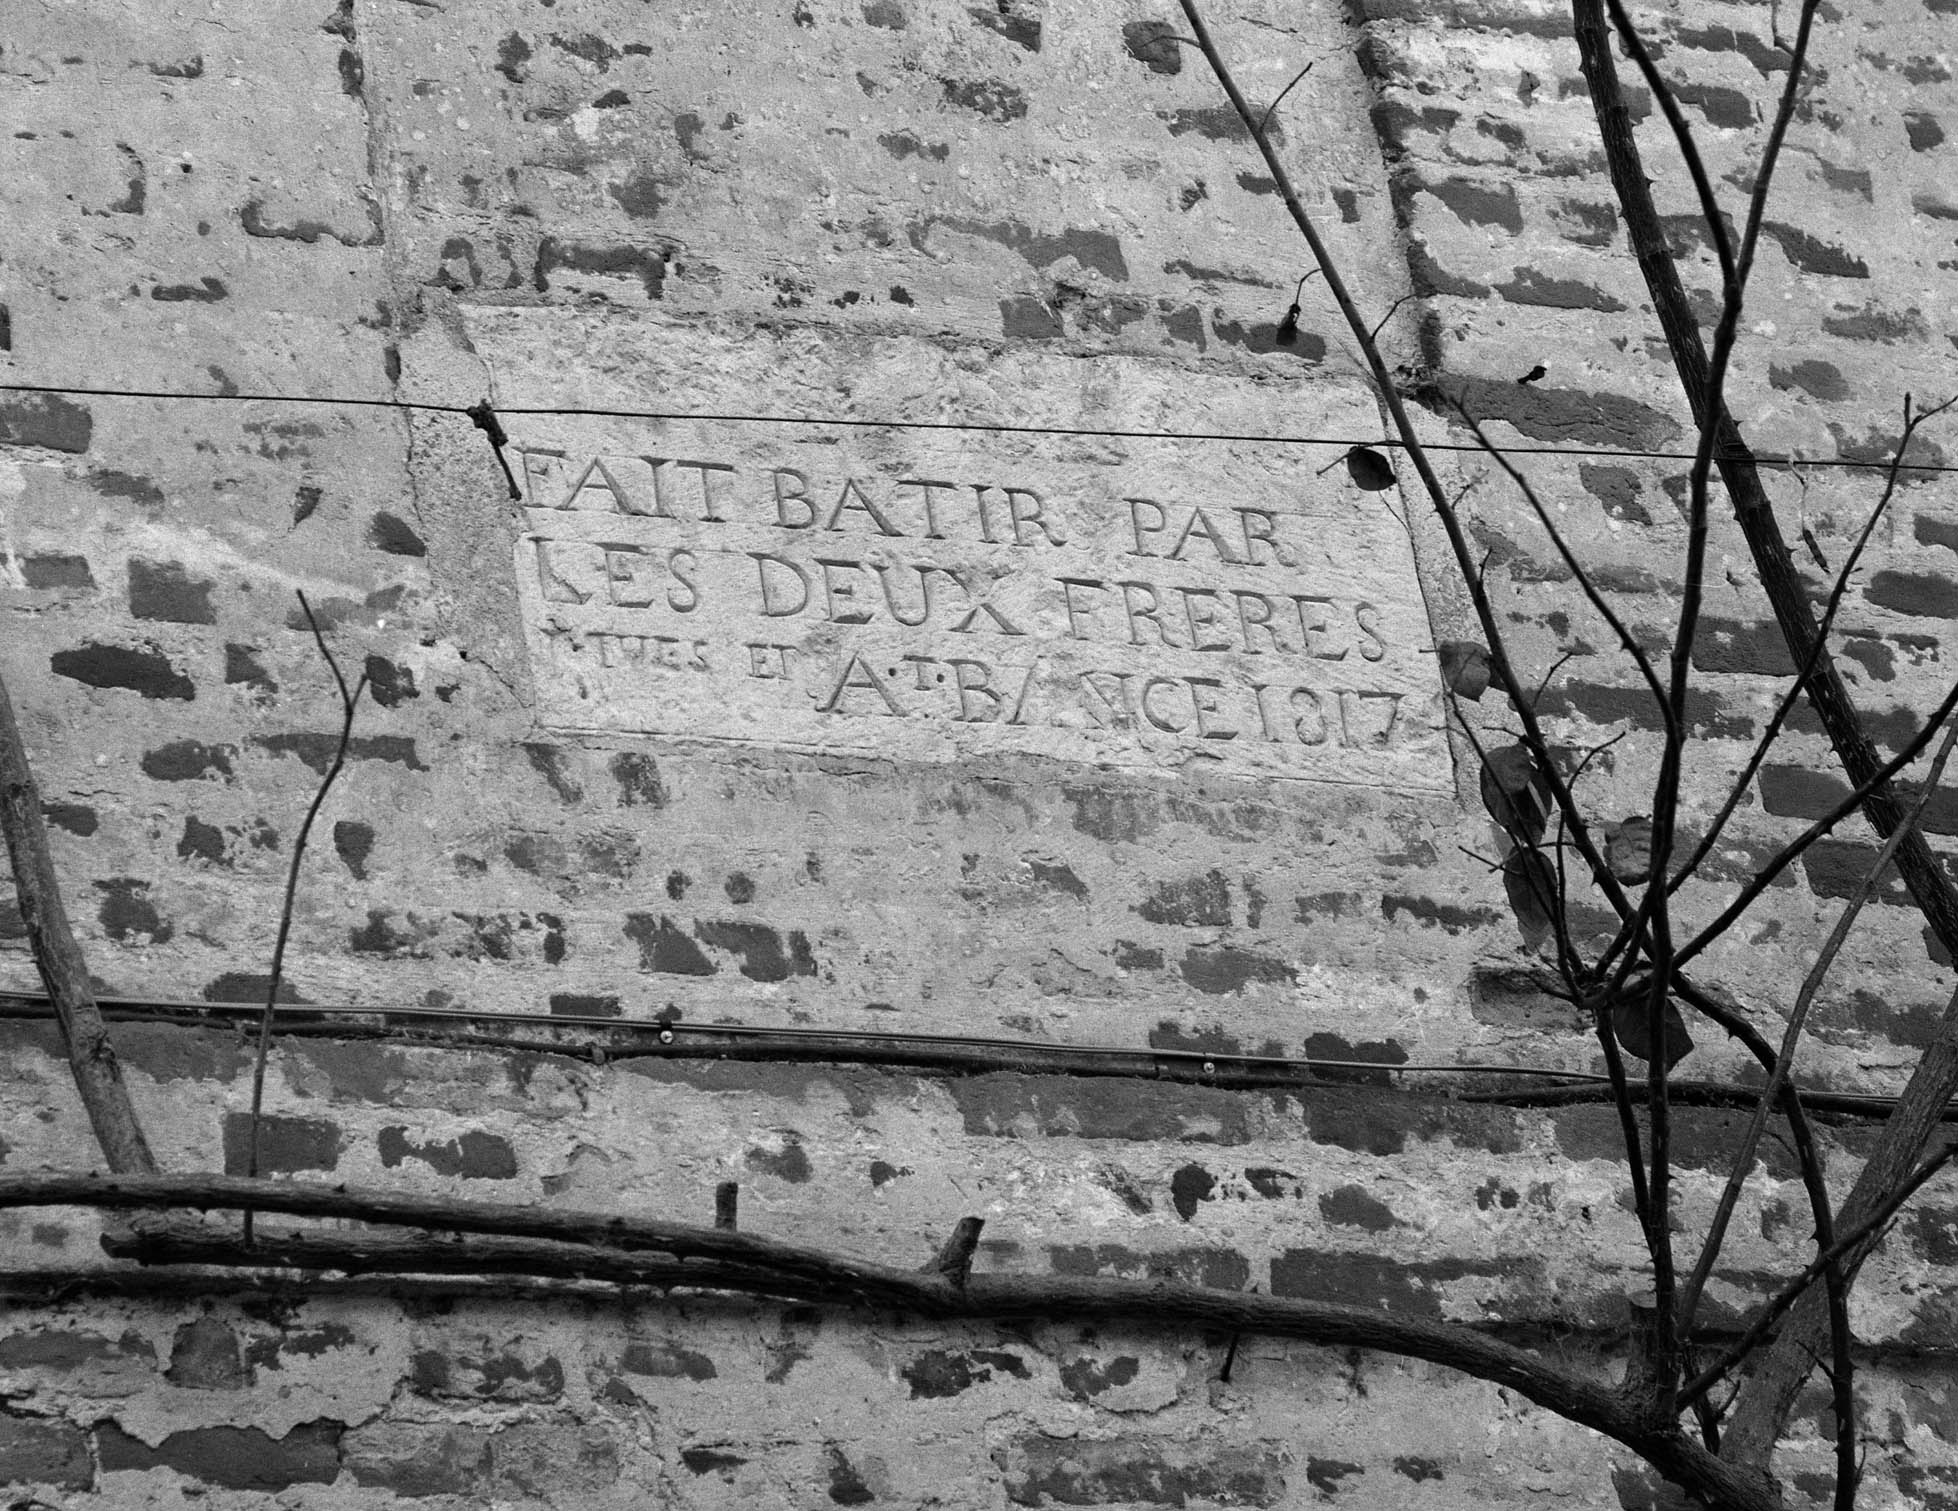 FAIT BATIR PAR
LES DEUX FRERES
ET A.T. 1817